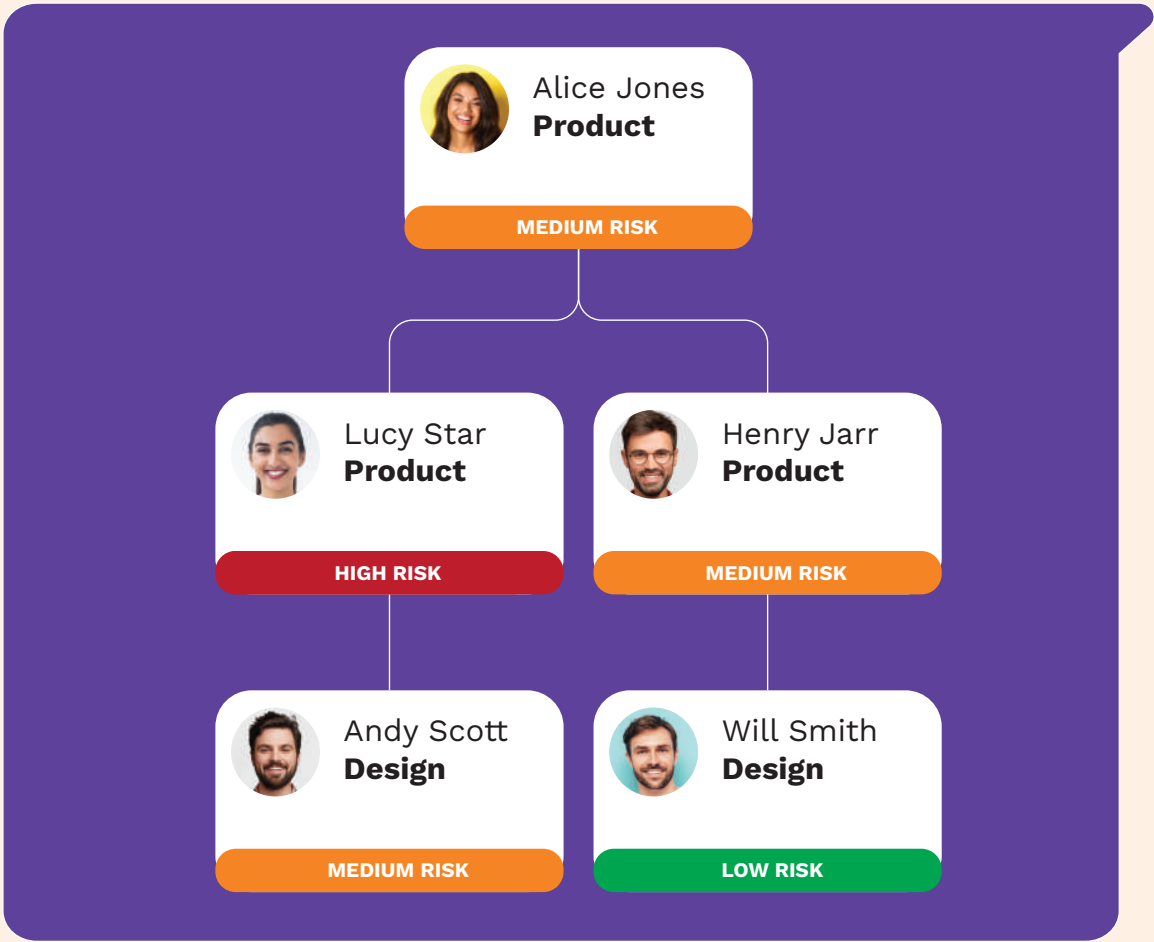 Alice Jones
Product
MEDIUM RISK
Lucy Star
Product
HIGH RISK
Henry Jarr
Product
MEDIUM RISK
Andy Scott
Design
MEDIUM RISK
Will Smith
Design
LOW RISK